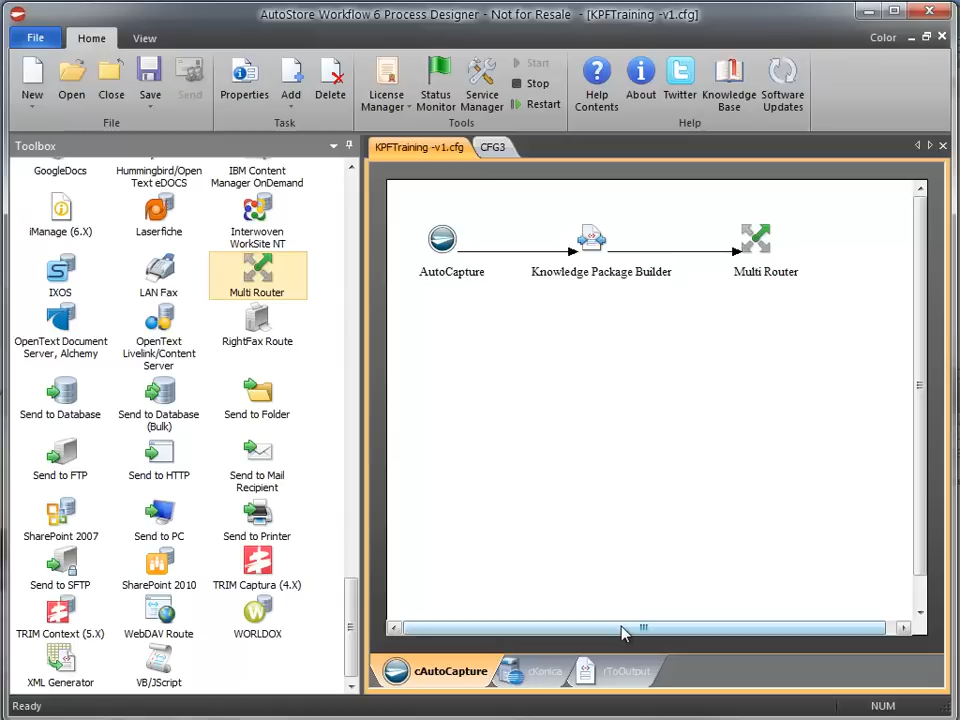 AutoStore Workflow 6 Process Designer - Not for Resale - [KPFTraining -v1.cfg]
File Home View Color
New Open Close Save Send Properties Add Delete License Manager Status Monitor Service Manager Start Stop Restart Help Contents About Twitter Knowledge Base Software Updates
File Task Tools Help
Toolbox
KPFTraining -v1.cfg CFG3
GoogleDocs Hummingbird/Open Text eDOCS IBM Content Manager OnDemand
iManage (6.X) Laserfiche Interwoven WorkSite NT
IXOS LAN Fax Multi Router
OpenText Document Server, Alchemy OpenText Livelink/Content Server RightFax Route
Send to Database Send to Database (Bulk) Send to Folder
Send to FTP Send to HTTP Send to Mail Recipient
SharePoint 2007 Send to PC Send to Printer
Send to SFTP SharePoint 2010 TRIM Captura (4.X)
TRIM Context (5.X) WebDAV Route WORLDOX
XML Generator VB/JScript
AutoCapture Knowledge Package Builder Multi Router
cAutoCapture cKonica rToOutput
Ready NUM